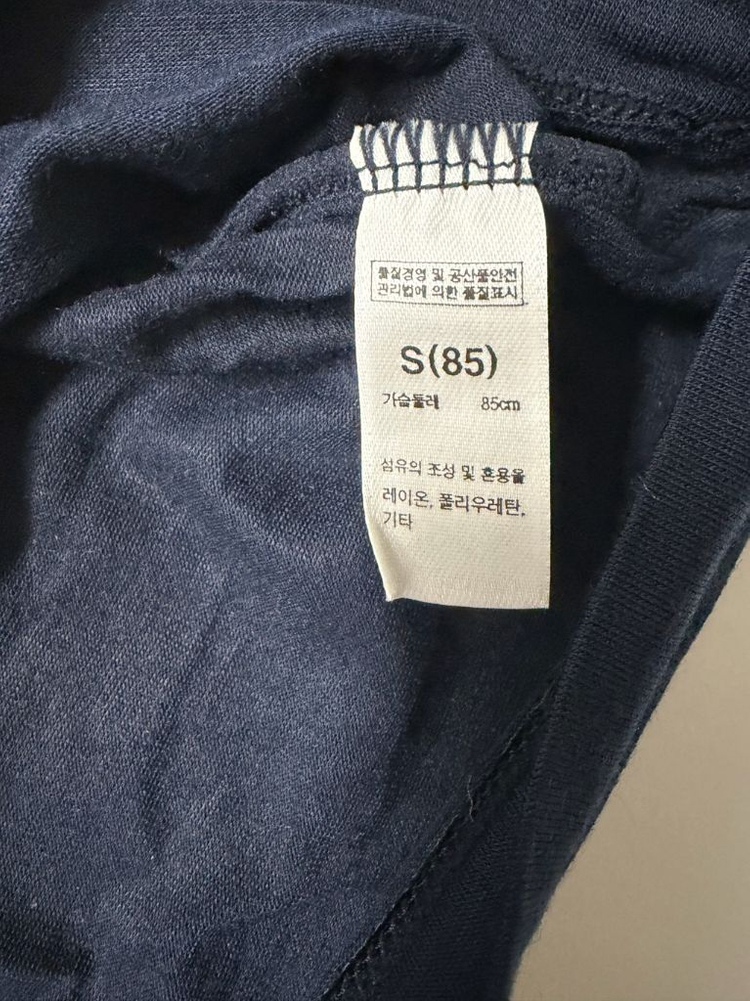 품질경영 및 공산품안전
관리법에 의한 품질표시
S(85)
가슴둘레 85cm
섬유의 조성 및 혼용율
레이온, 폴리우레탄,
기타